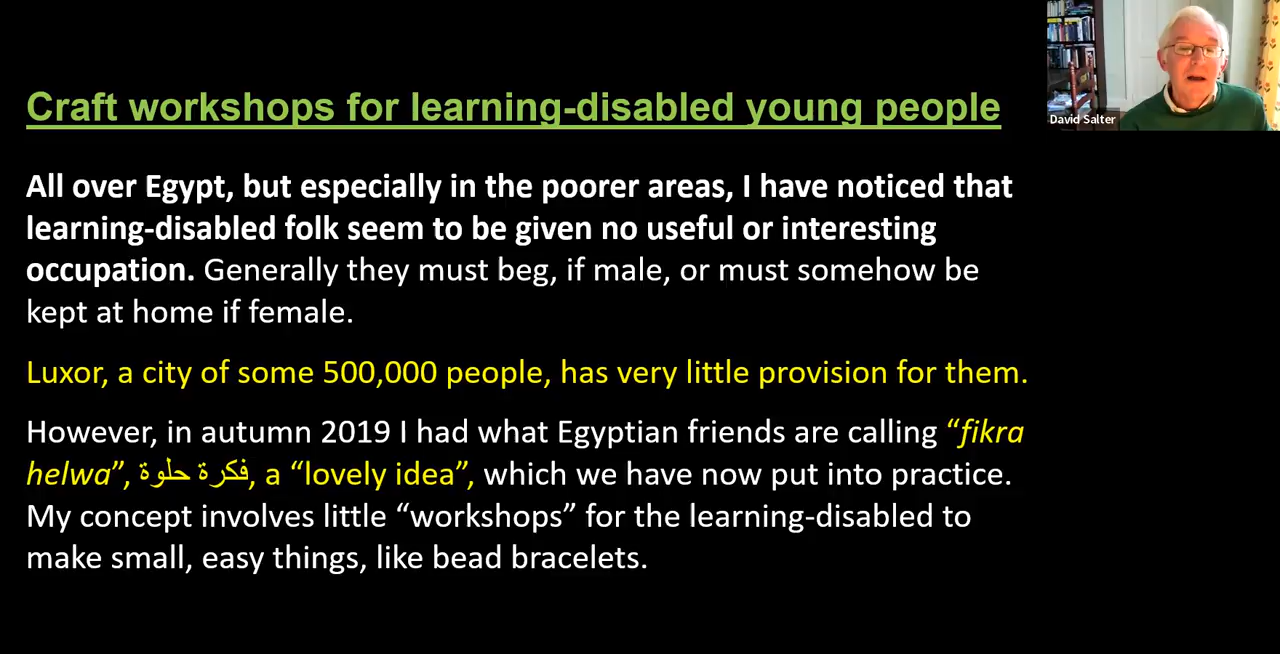 Craft workshops for learning-disabled young people
David Salter
All over Egypt, but especially in the poorer areas, I have noticed that
learning-disabled folk seem to be given no useful or interesting
occupation. Generally they must beg, if male, or must somehow be
kept at home if female.
Luxor, a city of some 500,000 people, has very little provision for them.
However, in autumn 2019 I had what Egyptian friends are calling “fikra
helwa”, فكرة حلوة, a “lovely idea”, which we have now put into practice.
My concept involves little “workshops” for the learning-disabled to
make small, easy things, like bead bracelets.